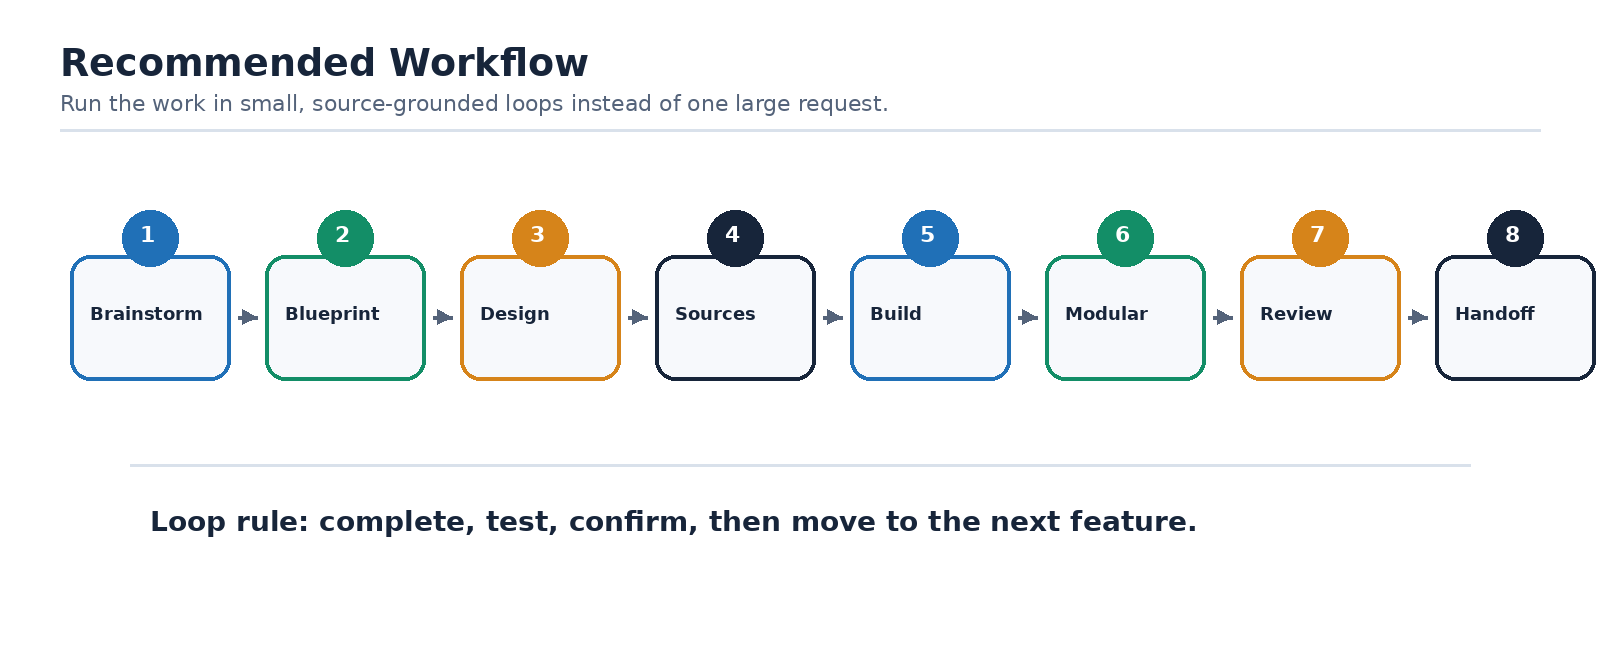 Recommended Workflow
Run the work in small, source-grounded loops instead of one large request.
1 2 3 4 5 6 7 8
Brainstorm Blueprint Design Sources Build Modular Review Handoff
Loop rule: complete, test, confirm, then move to the next feature.